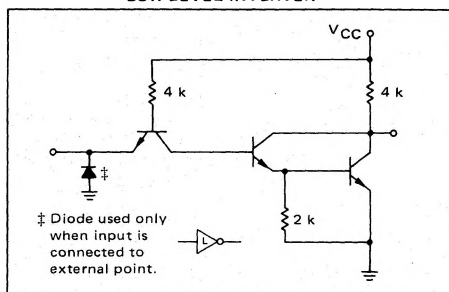 LOW LEVEL INVERTER
VCC
4 k
4 k
‡
2 k
‡ Diode used only
when input is
connected to
external point.
L